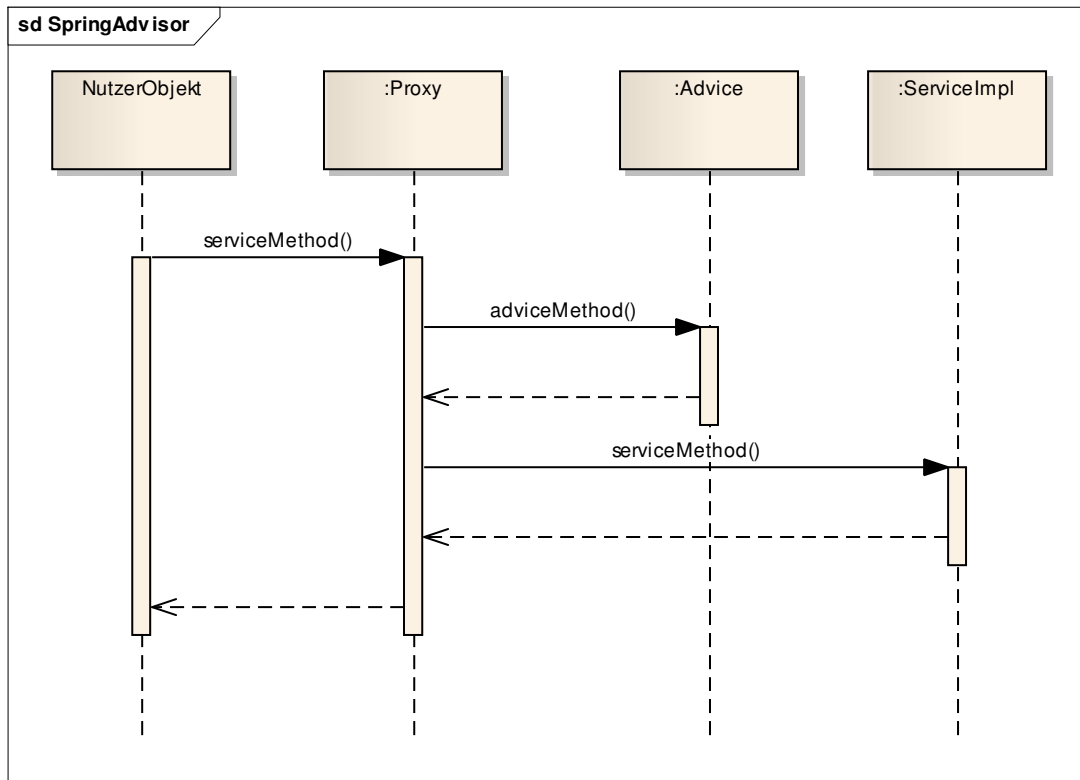 sd SpringAdvisor
NutzerObjekt
:Proxy
:Advice
:ServiceImpl
serviceMethod()
adviceMethod()
serviceMethod()